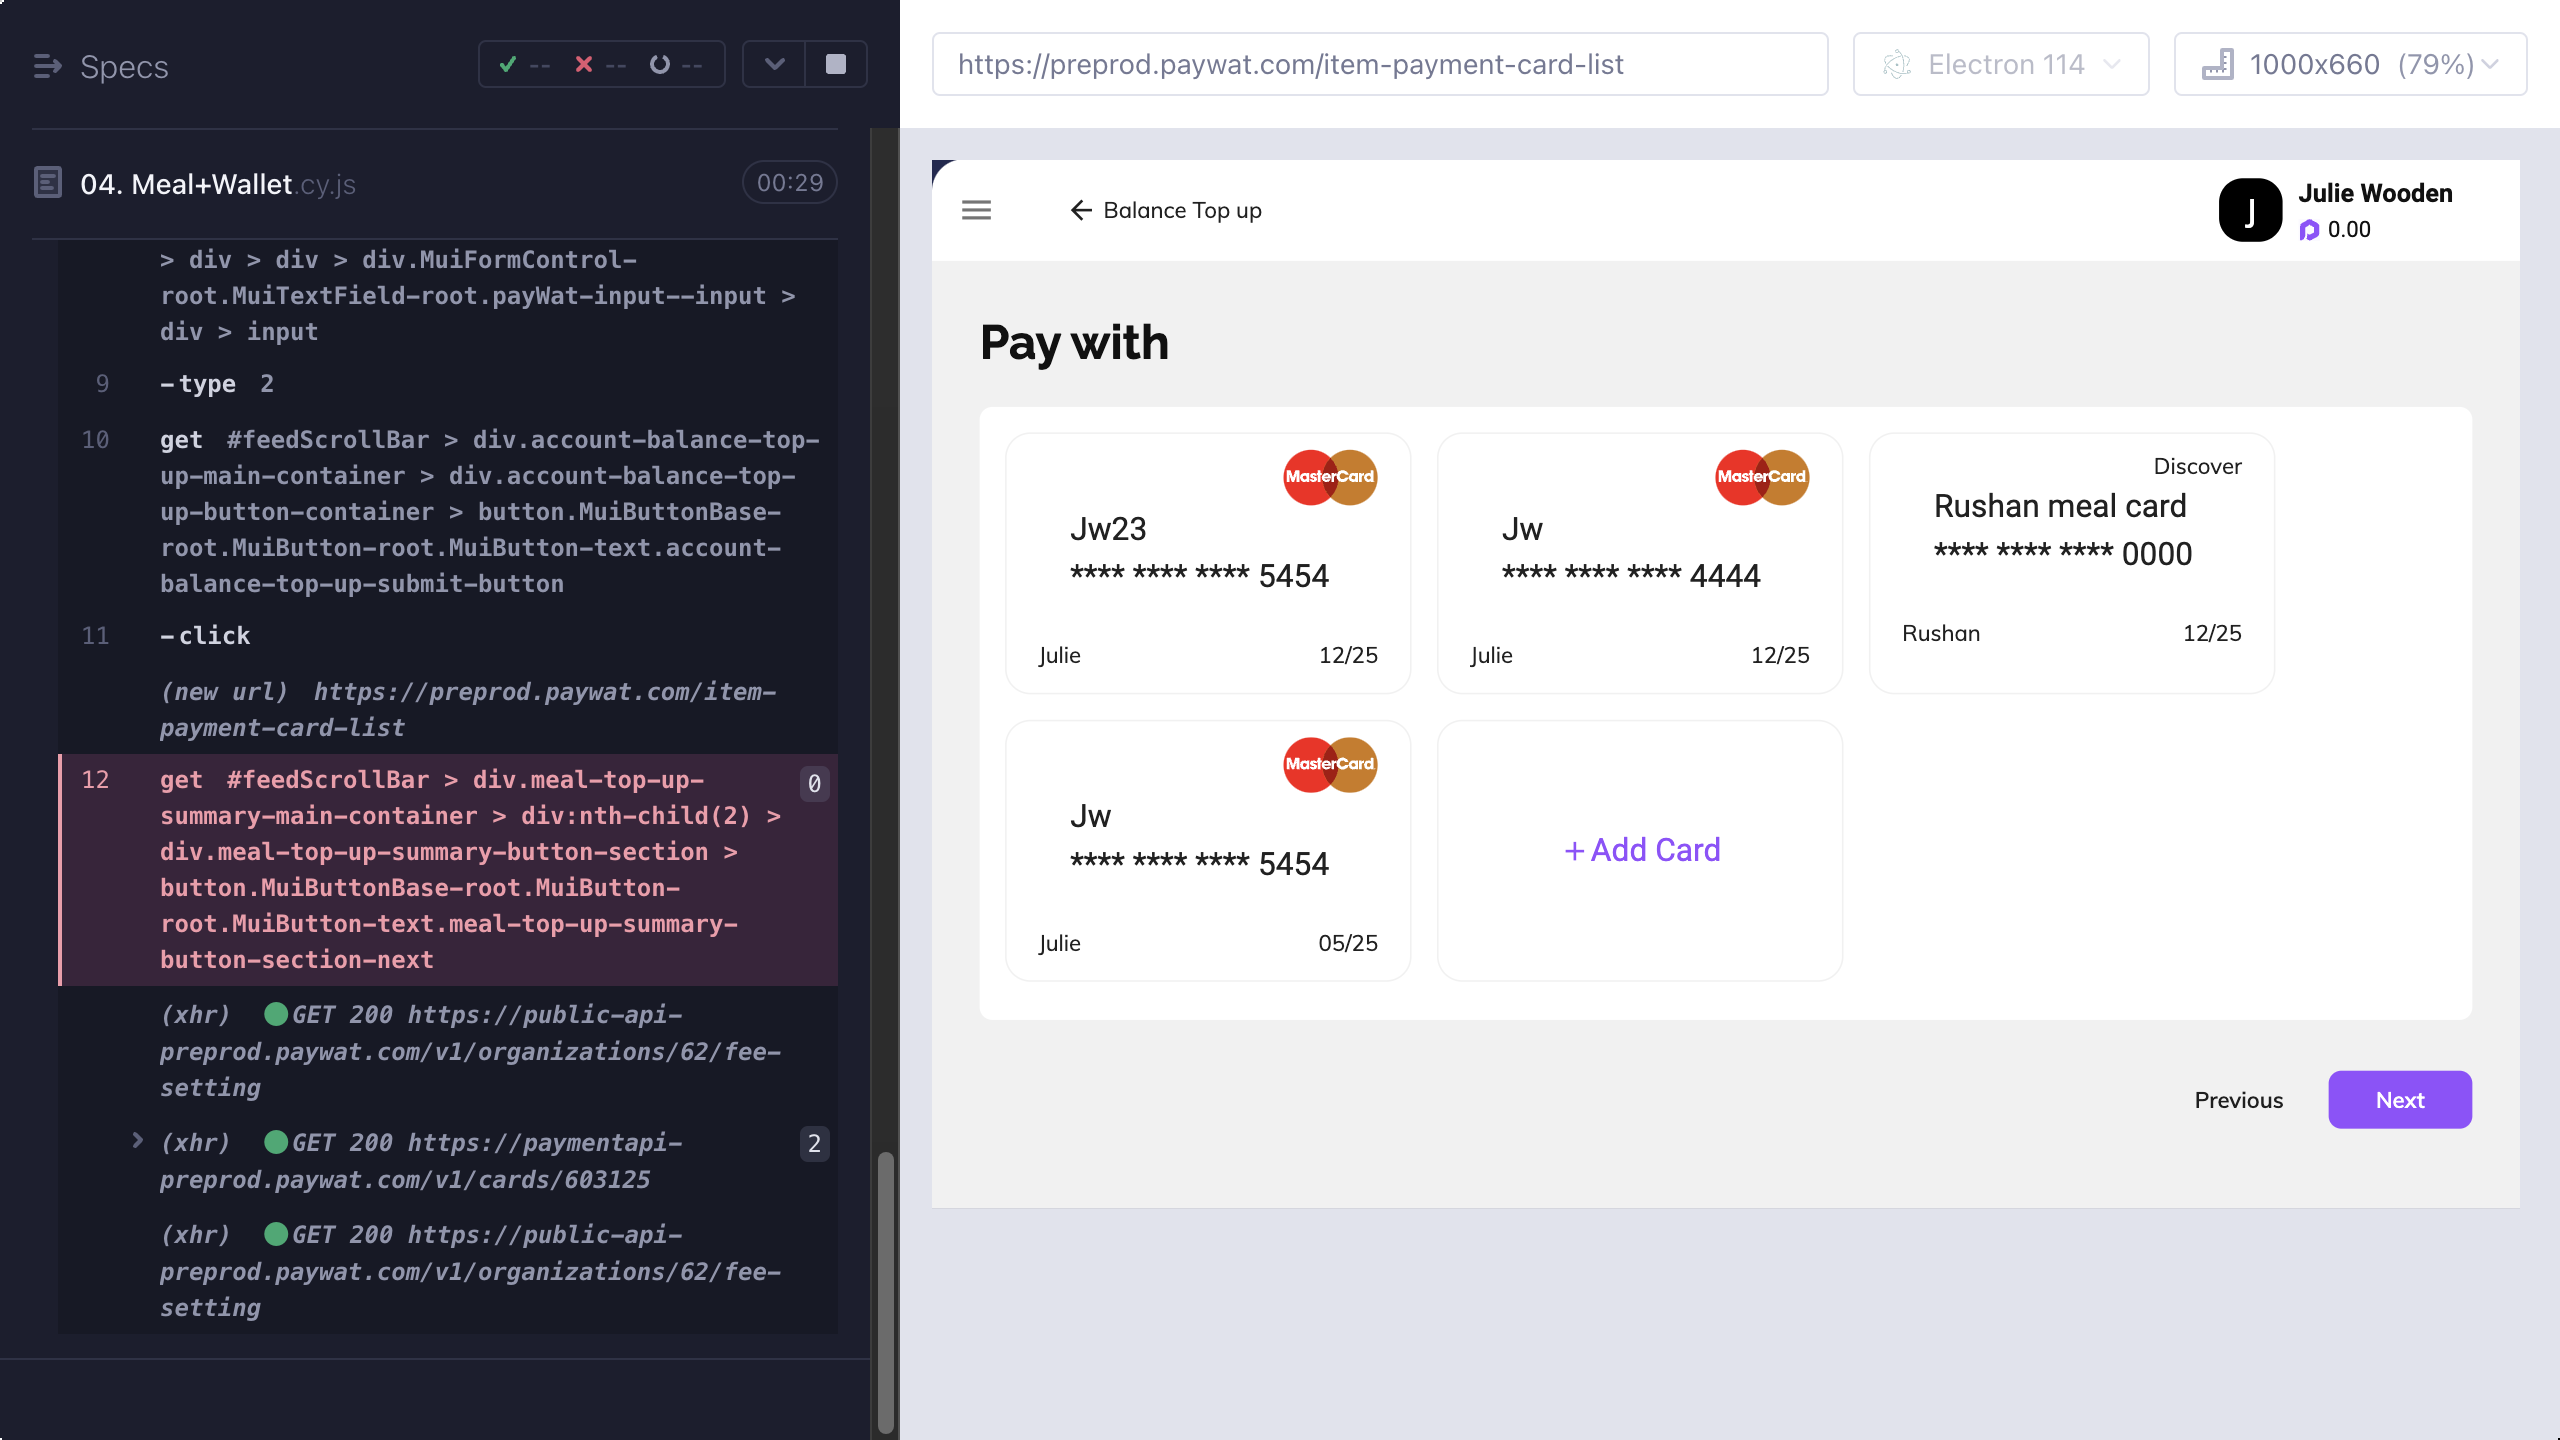 Specs
-- -- --
04. Meal+Wallet.cy.js 00:29
> div > div > div.MuiFormControl-
root.MuiTextField-root.payWat-input--input >
div > input
9 -type 2
10 get #feedScrollBar > div.account-balance-top-
up-main-container > div.account-balance-top-
up-button-container > button.MuiButtonBase-
root.MuiButton-root.MuiButton-text.account-
balance-top-up-submit-button
11 -click
(new url) https://preprod.paywat.com/item-
payment-card-list
12 get #feedScrollBar > div.meal-top-up- 0
summary-main-container > div:nth-child(2) >
div.meal-top-up-summary-button-section >
button.MuiButtonBase-root.MuiButton-
root.MuiButton-text.meal-top-up-summary-
button-section-next
(xhr) GET 200 https://public-api-
preprod.paywat.com/v1/organizations/62/fee-
setting
(xhr) GET 200 https://paymentapi- 2
preprod.paywat.com/v1/cards/603125
(xhr) GET 200 https://public-api-
preprod.paywat.com/v1/organizations/62/fee-
setting
https://preprod.paywat.com/item-payment-card-list
Electron 114
1000x660 (79%)
Balance Top up
J
Julie Wooden
0.00
Pay with
MasterCard
Jw23
**** **** **** 5454
Julie 12/25
MasterCard
Jw
**** **** **** 4444
Julie 12/25
Discover
Rushan meal card
**** **** **** 0000
Rushan 12/25
MasterCard
Jw
**** **** **** 5454
Julie 05/25
+ Add Card
Previous
Next